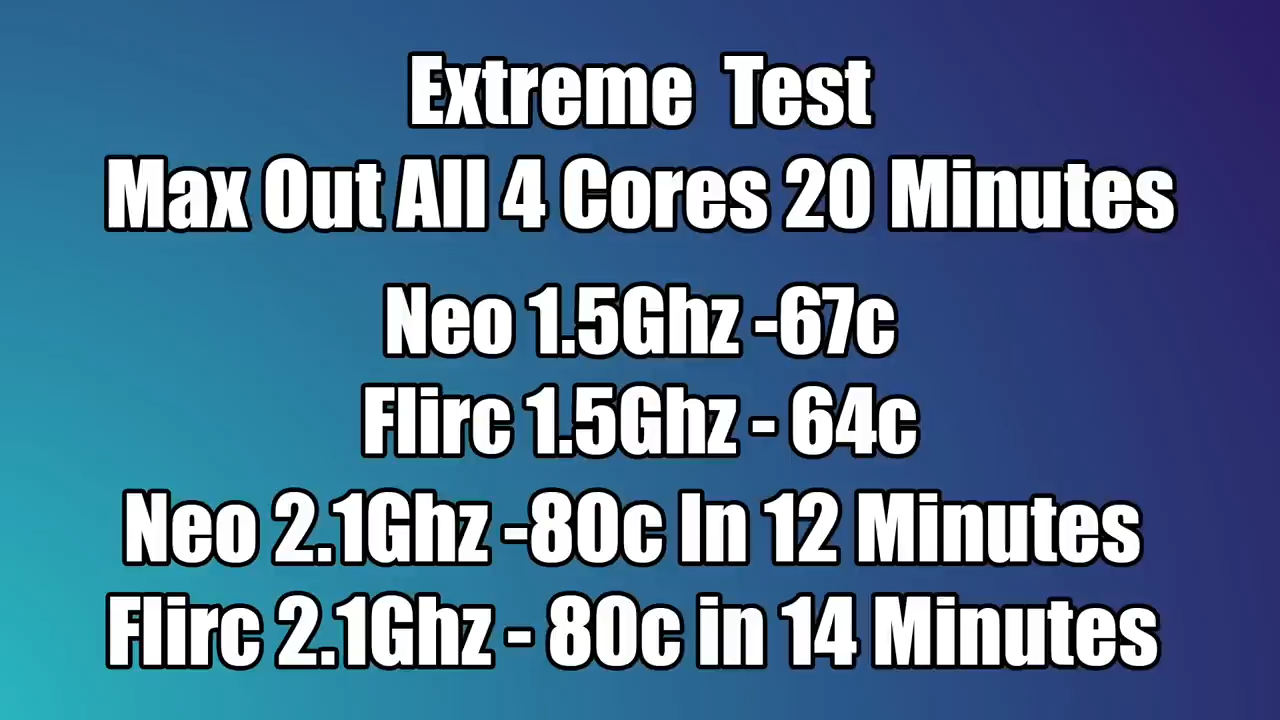 Extreme Test
Max Out All 4 Cores 20 Minutes
Neo 1.5Ghz -67c
Flirc 1.5Ghz - 64c
Neo 2.1Ghz -80c In 12 Minutes
Flirc 2.1Ghz - 80c in 14 Minutes